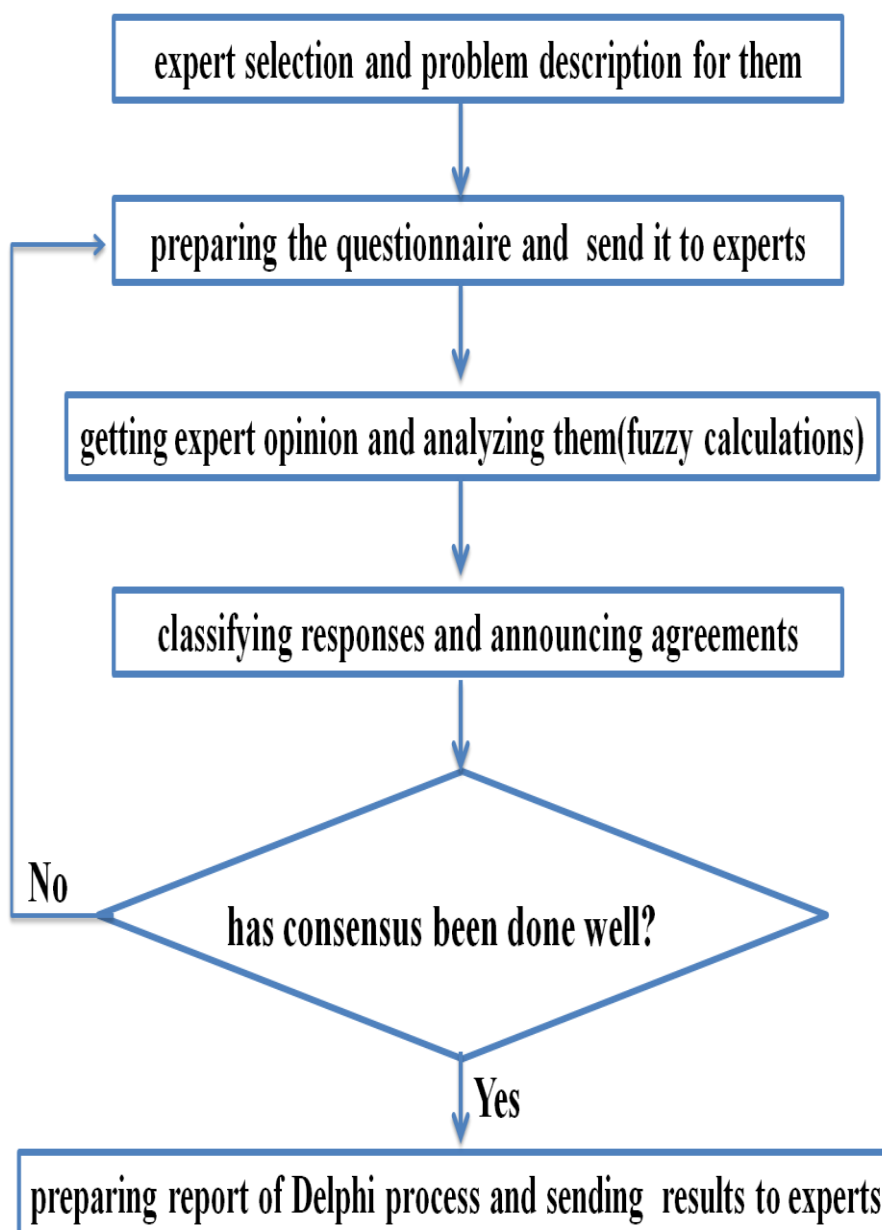 expert selection and problem description for them
preparing the questionnaire and send it to experts
getting expert opinion and analyzing them(fuzzy calculations)
classifying responses and announcing agreements
No
has consensus been done well?
Yes
preparing report of Delphi process and sending results to experts